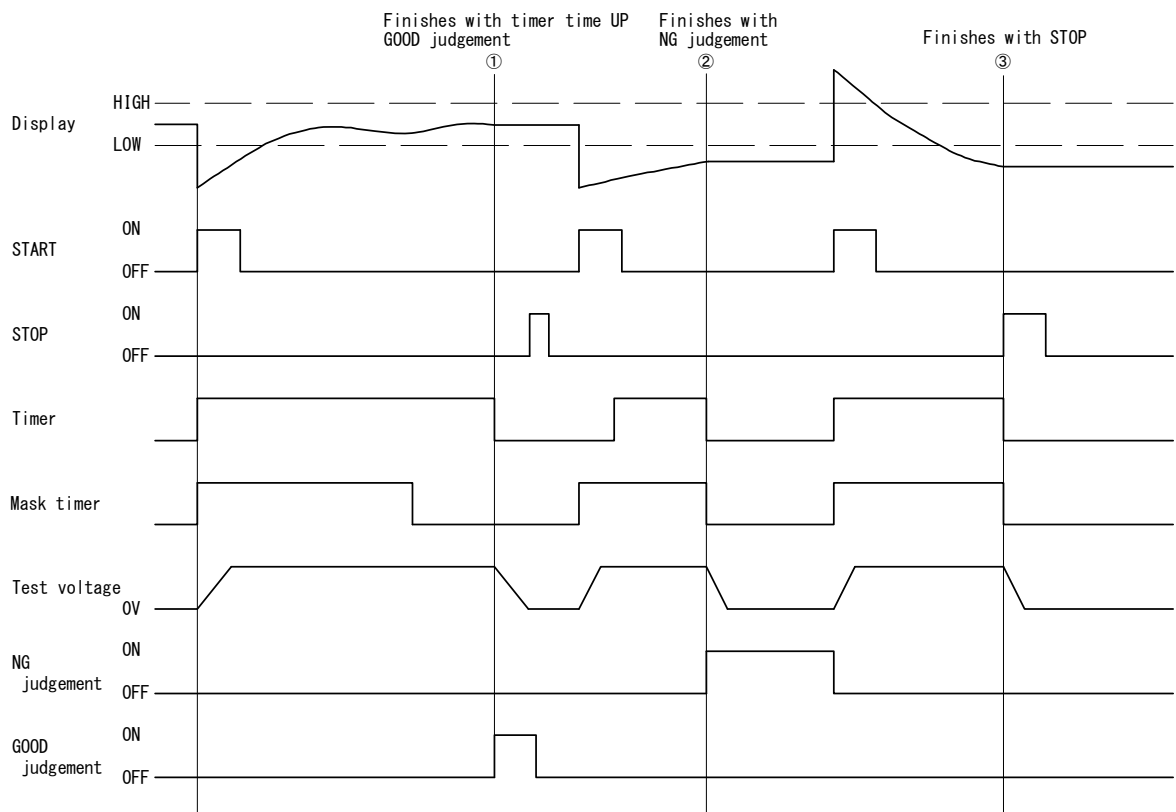 Finishes with timer time UP
GOOD judgement
①
Finishes with
NG judgement
②
Finishes with STOP
③
Display
HIGH
LOW
START
ON
OFF
STOP
ON
OFF
Timer
Mask timer
Test voltage
0V
NG
judgement
ON
OFF
GOOD
judgement
ON
OFF